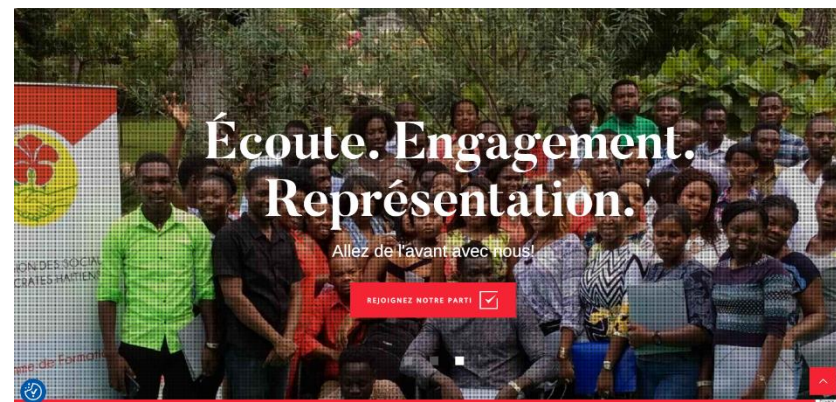 Écoute. Engagement.
Représentation.
Allez de l'avant avec nous!
REJOIGNEZ NOTRE PARTI